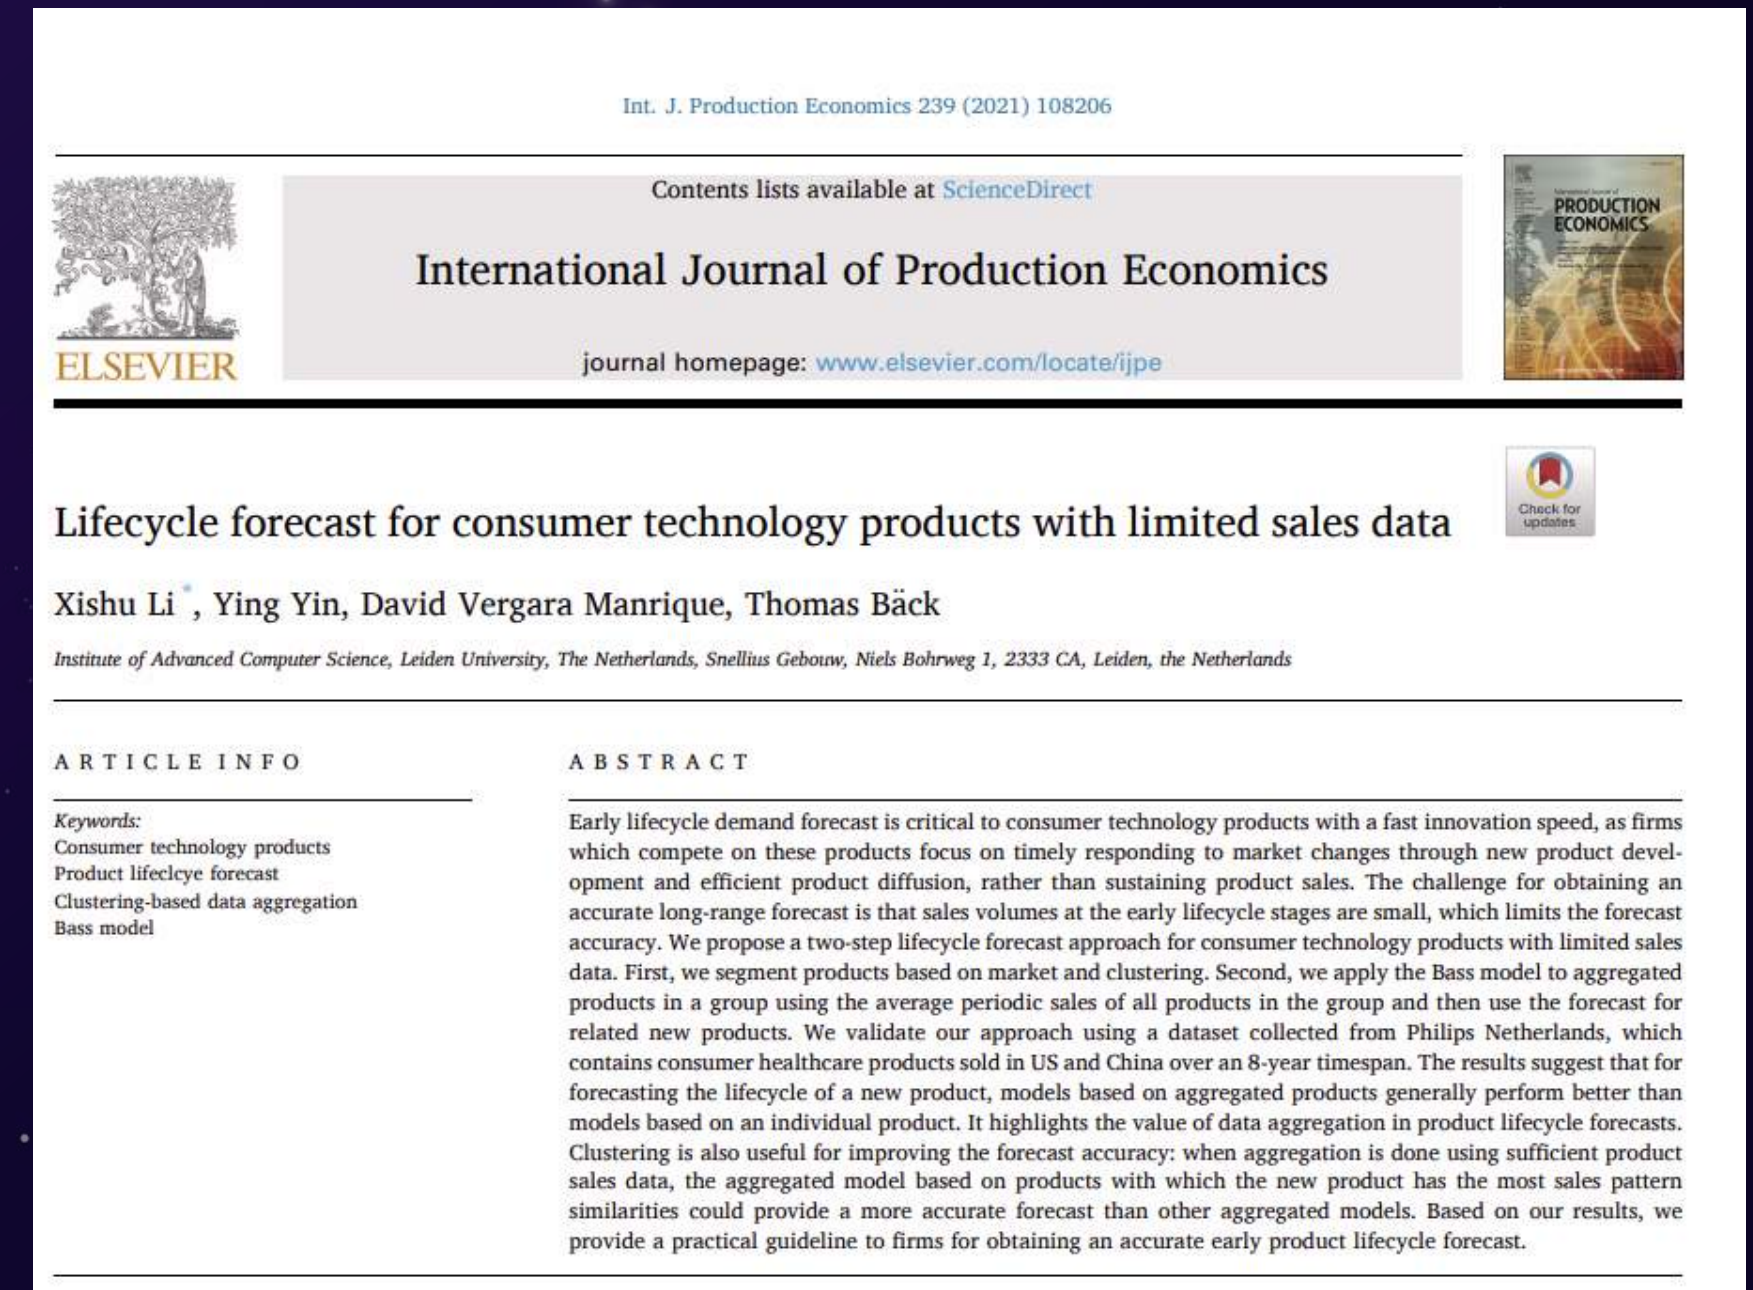 Int. J. Production Economics 239 (2021) 108206
Contents lists available at ScienceDirect
International Journal of Production Economics
journal homepage: www.elsevier.com/locate/ijpe
ELSEVIER
PRODUCTION
ECONOMICS
Check for
updates
Lifecycle forecast for consumer technology products with limited sales data
Xishu Li *, Ying Yin, David Vergara Manrique, Thomas Bäck
Institute of Advanced Computer Science, Leiden University, The Netherlands, Snellius Gebouw, Niels Bohrweg 1, 2333 CA, Leiden, the Netherlands
ARTICLE INFO
Keywords:
Consumer technology products
Product lifeclcye forecast
Clustering-based data aggregation
Bass model
ABSTRACT
Early lifecycle demand forecast is critical to consumer technology products with a fast innovation speed, as firms
which compete on these products focus on timely responding to market changes through new product devel-
opment and efficient product diffusion, rather than sustaining product sales. The challenge for obtaining an
accurate long-range forecast is that sales volumes at the early lifecycle stages are small, which limits the forecast
accuracy. We propose a two-step lifecycle forecast approach for consumer technology products with limited sales
data. First, we segment products based on market and clustering. Second, we apply the Bass model to aggregated
products in a group using the average periodic sales of all products in the group and then use the forecast for
related new products. We validate our approach using a dataset collected from Philips Netherlands, which
contains consumer healthcare products sold in US and China over an 8-year timespan. The results suggest that for
forecasting the lifecycle of a new product, models based on aggregated products generally perform better than
models based on an individual product. It highlights the value of data aggregation in product lifecycle forecasts.
Clustering is also useful for improving the forecast accuracy: when aggregation is done using sufficient product
sales data, the aggregated model based on products with which the new product has the most sales pattern
similarities could provide a more accurate forecast than other aggregated models. Based on our results, we
provide a practical guideline to firms for obtaining an accurate early product lifecycle forecast.